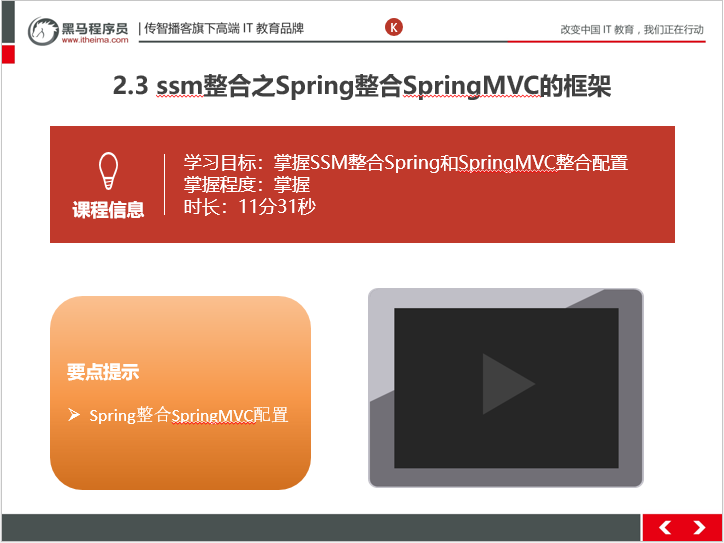 黑马程序员
www.itheima.com
传智播客旗下高端 IT 教育品牌
K
改变中国 IT 教育，我们正在行动
2.3 ssm整合之Spring整合SpringMVC的框架
课程信息
学习目标：掌握SSM整合Spring和SpringMVC整合配置
掌握程度：掌握
时长：11分31秒
要点提示
➢ Spring整合SpringMVC配置